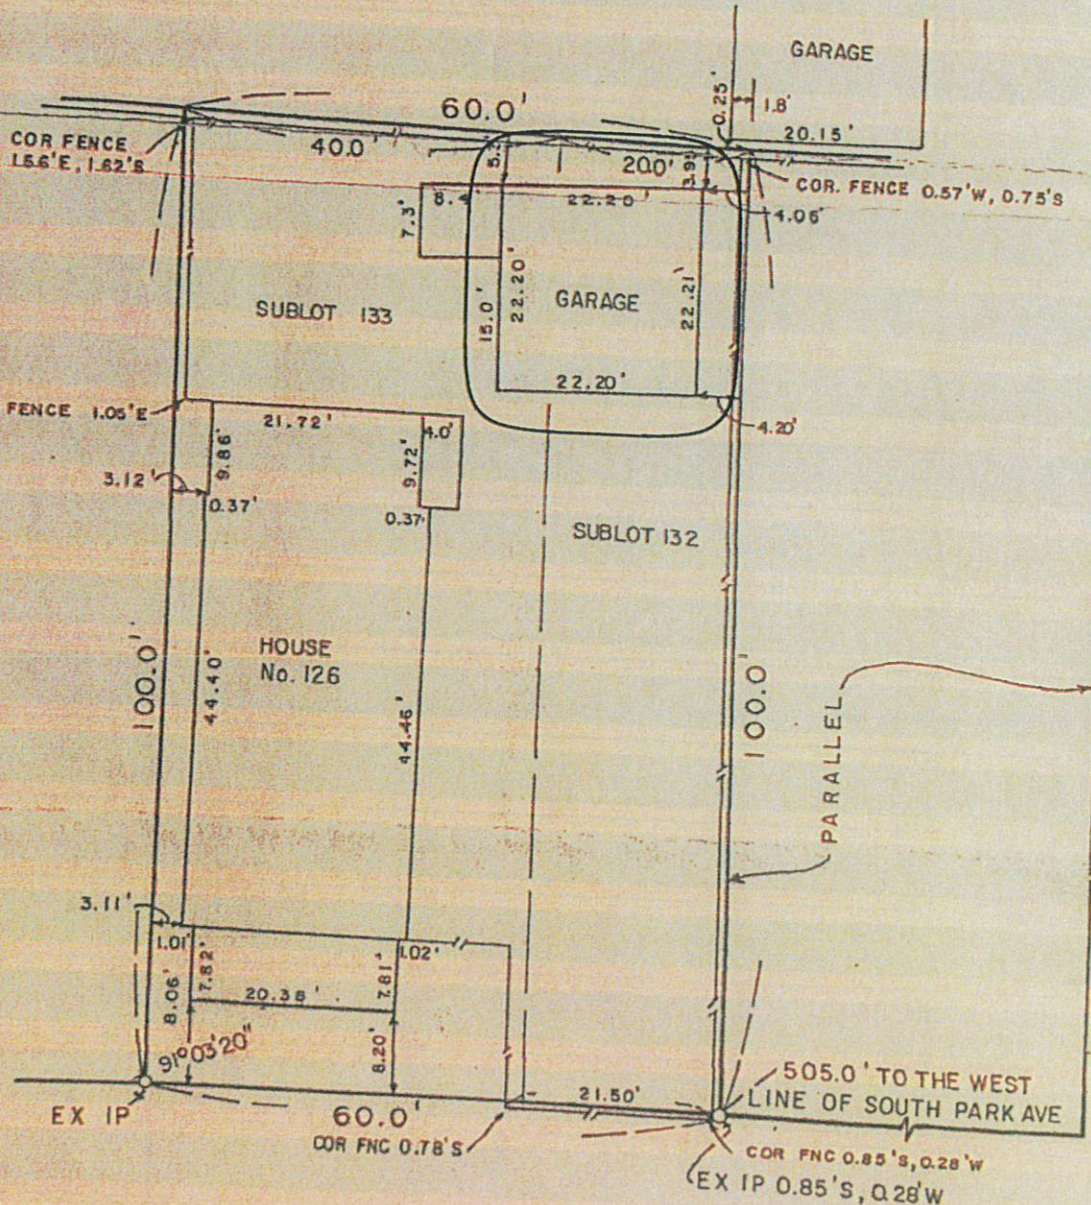 GARAGE
0.25'
1.8'
20.15'
60.0'
COR FENCE
1.56'E, 1.62'S
40.0'
20.0'
3.95'
COR. FENCE 0.57'W, 0.75'S
8.4'
22.20'
4.06'
7.3'
SUBLOT 133
15.0'
22.20'
GARAGE
22.21'
22.20'
FENCE 1.05'E
21.72'
4.0'
4.20'
9.86'
9.72'
3.12'
0.37'
0.37'
SUBLOT 132
HOUSE
No. 126
100.0'
44.40'
44.46'
100.0'
PARALLEL
3.11'
1.01'
1.02'
7.82'
7.81'
8.06'
20.38'
8.20'
91°03'20"
505.0' TO THE WEST
LINE OF SOUTH PARK AVE
21.50'
EX IP
60.0'
COR FNC 0.78'S
COR FNC 0.85'S, 0.28'W
EX IP 0.85'S, 0.28'W